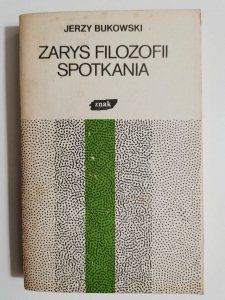 JERZY BUKOWSKI
ZARYS FILOZOFII
SPOTKANIA
znak